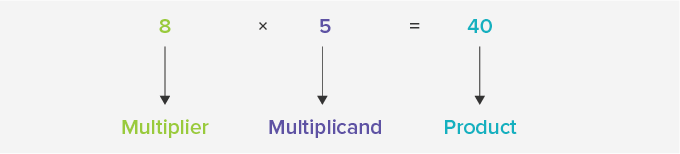 8 × 5 = 40
Multiplier Multiplicand Product